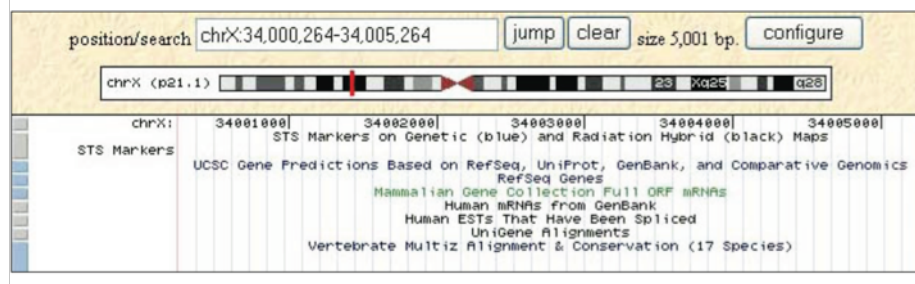 position/search chrX:34,000,264-34,005,264 jump clear size 5,001 bp. configure
chrX (p21.1) 23 Xq25 q28
chrX: 34001000| 34002000| 34003000| 34004000| 34005000|
STS Markers on Genetic (blue) and Radiation Hybrid (black) Maps
STS Markers
UCSC Gene Predictions Based on RefSeq, UniProt, GenBank, and Comparative Genomics
RefSeq Genes
Mammalian Gene Collection Full ORF mRNAs
Human mRNAs from GenBank
Human ESTs That Have Been Spliced
UniGene Alignments
Vertebrate Multiz Alignment & Conservation (17 Species)